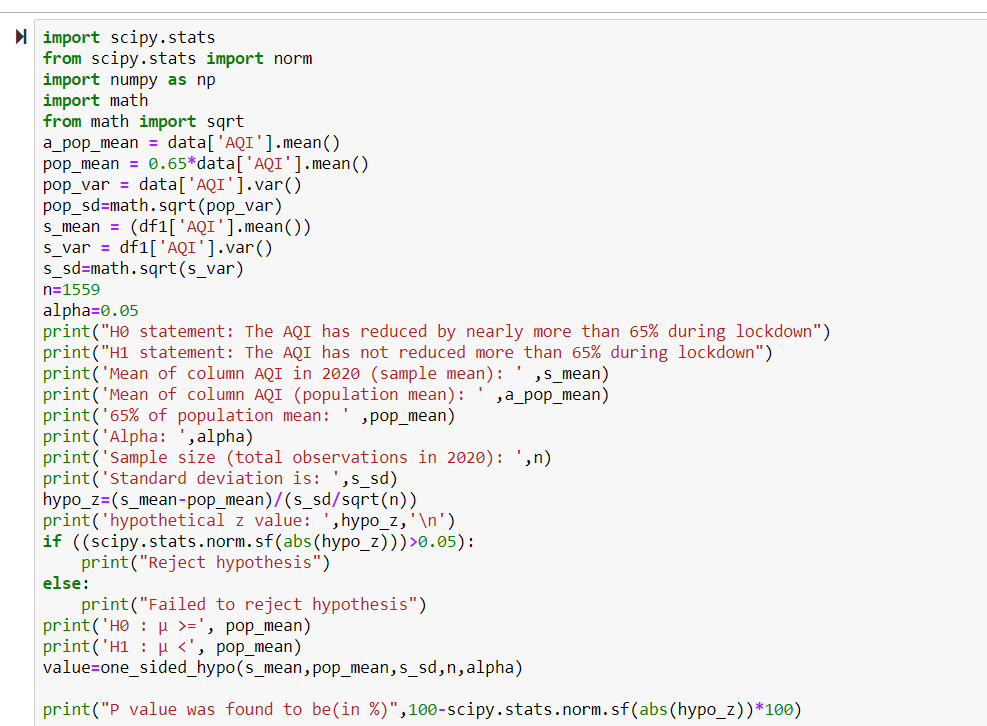 import scipy.stats
from scipy.stats import norm
import numpy as np
import math
from math import sqrt
a_pop_mean = data['AQI'].mean()
pop_mean = 0.65*data['AQI'].mean()
pop_var = data['AQI'].var()
pop_sd=math.sqrt(pop_var)
s_mean = (df1['AQI'].mean())
s_var = df1['AQI'].var()
s_sd=math.sqrt(s_var)
n=1559
alpha=0.05
print("H0 statement: The AQI has reduced by nearly more than 65% during lockdown")
print("H1 statement: The AQI has not reduced more than 65% during lockdown")
print('Mean of column AQI in 2020 (sample mean): ' ,s_mean)
print('Mean of column AQI (population mean): ' ,a_pop_mean)
print('65% of population mean: ' ,pop_mean)
print('Alpha: ',alpha)
print('Sample size (total observations in 2020): ',n)
print('Standard deviation is: ',s_sd)
hypo_z=(s_mean-pop_mean)/(s_sd/sqrt(n))
print('hypothetical z value: ',hypo_z,'\n')
if ((scipy.stats.norm.sf(abs(hypo_z)))>0.05):
    print("Reject hypothesis")
else:
    print("Failed to reject hypothesis")
print('H0 : μ >=', pop_mean)
print('H1 : μ <', pop_mean)
value=one_sided_hypo(s_mean,pop_mean,s_sd,n,alpha)
print("P value was found to be(in %)",100-scipy.stats.norm.sf(abs(hypo_z))*100)